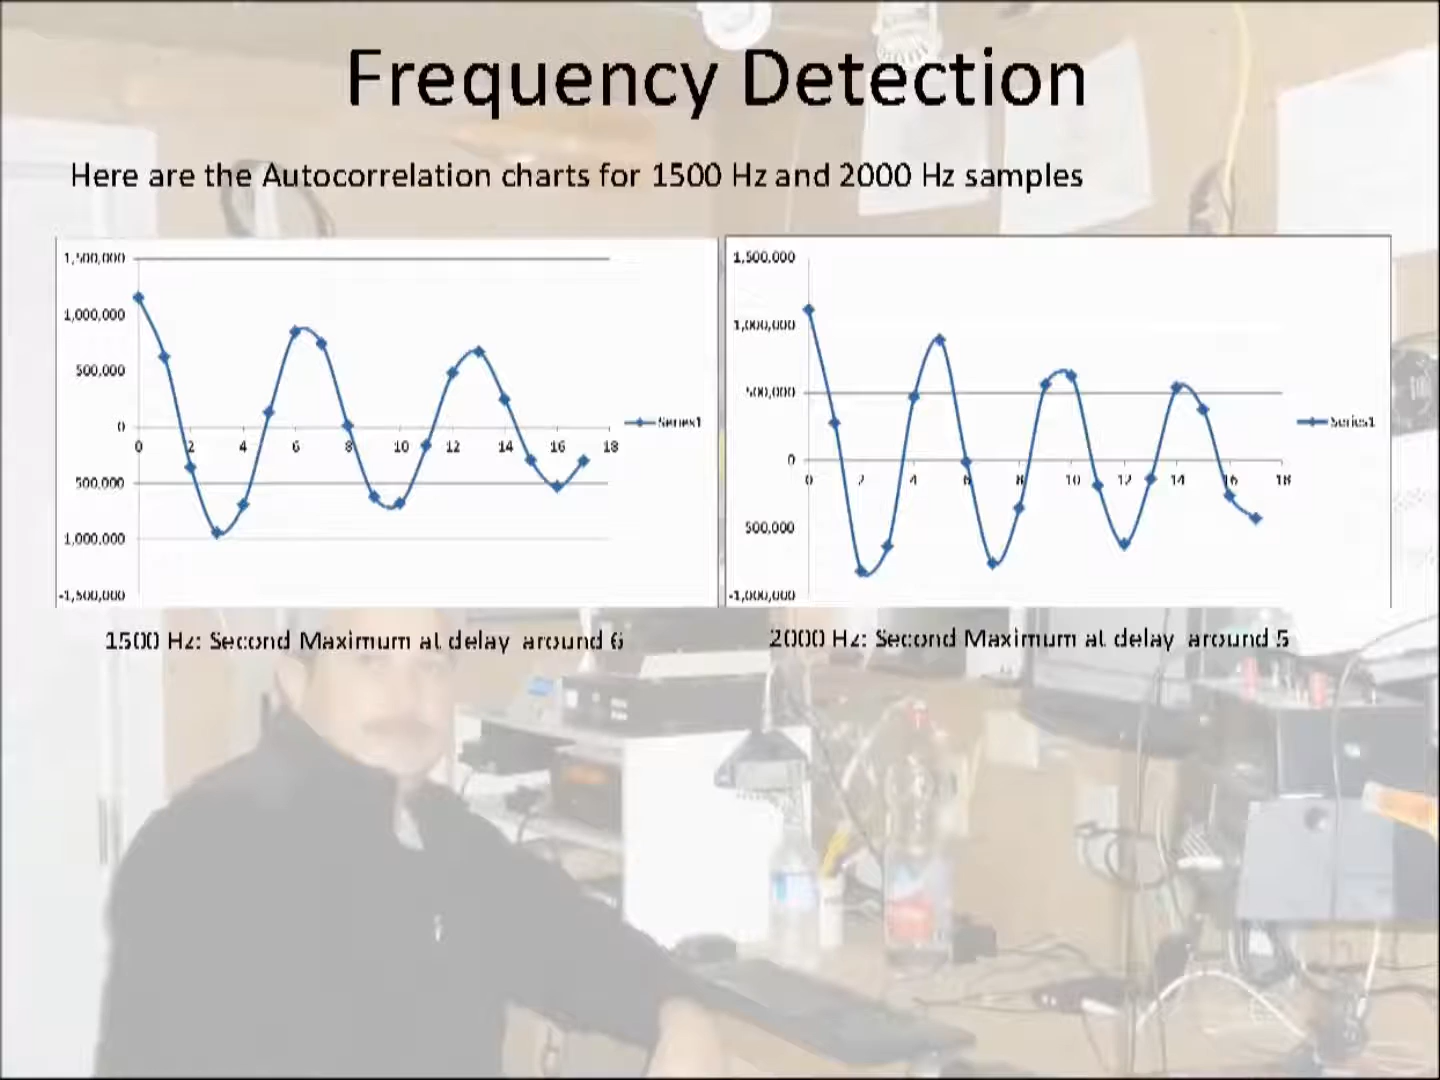 Frequency Detection
Here are the Autocorrelation charts for 1500 Hz and 2000 Hz samples
1,500,000
1,000,000
500,000
0
500,000
1,000,000
-1,500,000
0 2 4 6 8 10 12 14 16 18
Series1
1,500,000
1,000,000
500,000
0
500,000
-1,000,000
0 2 4 6 8 10 12 14 16 18
Series1
1500 Hz: Second Maximum at delay around 6
2000 Hz: Second Maximum at delay around 5